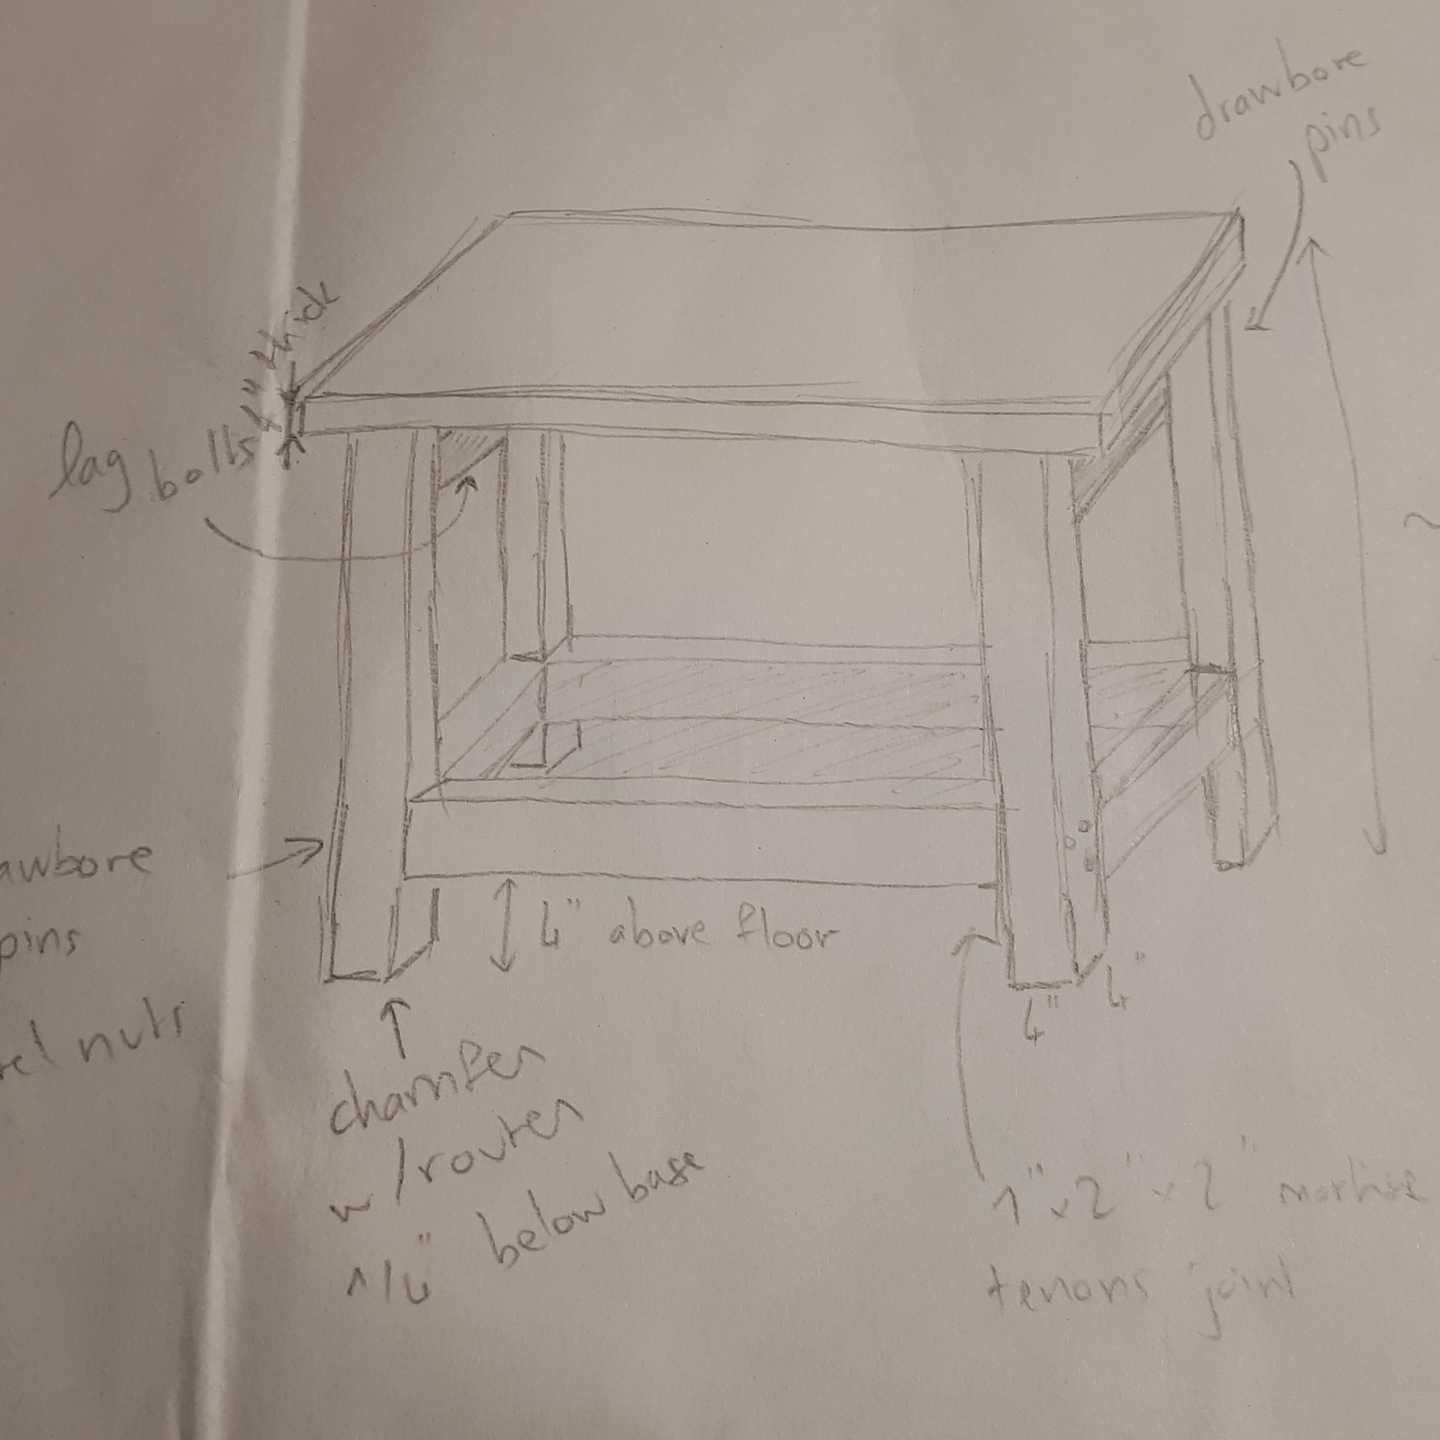 drawbore
pins
4" thick
lag bolts
awbore
pins
el nuts
4" above floor
4" 4"
chamfer
w/router
1/4" below base
1" x 2" x 2" mortise
tenons joint